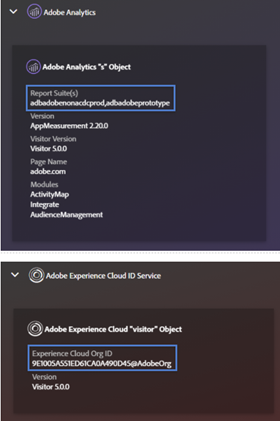 Adobe Analytics
Adobe Analytics "s" Object
Report Suite(s)
adbadobenonacdcprod,adbadobeprototype
Version
AppMeasurement 2.20.0
Visitor Version
Visitor 5.0.0
Page Name
adobe.com
Modules
ActivityMap
Integrate
AudienceManagement
Adobe Experience Cloud ID Service
Adobe Experience Cloud "visitor" Object
Experience Cloud Org ID
9E1005A551ED61CA0A490D45@AdobeOrg
Version
Visitor 5.0.0